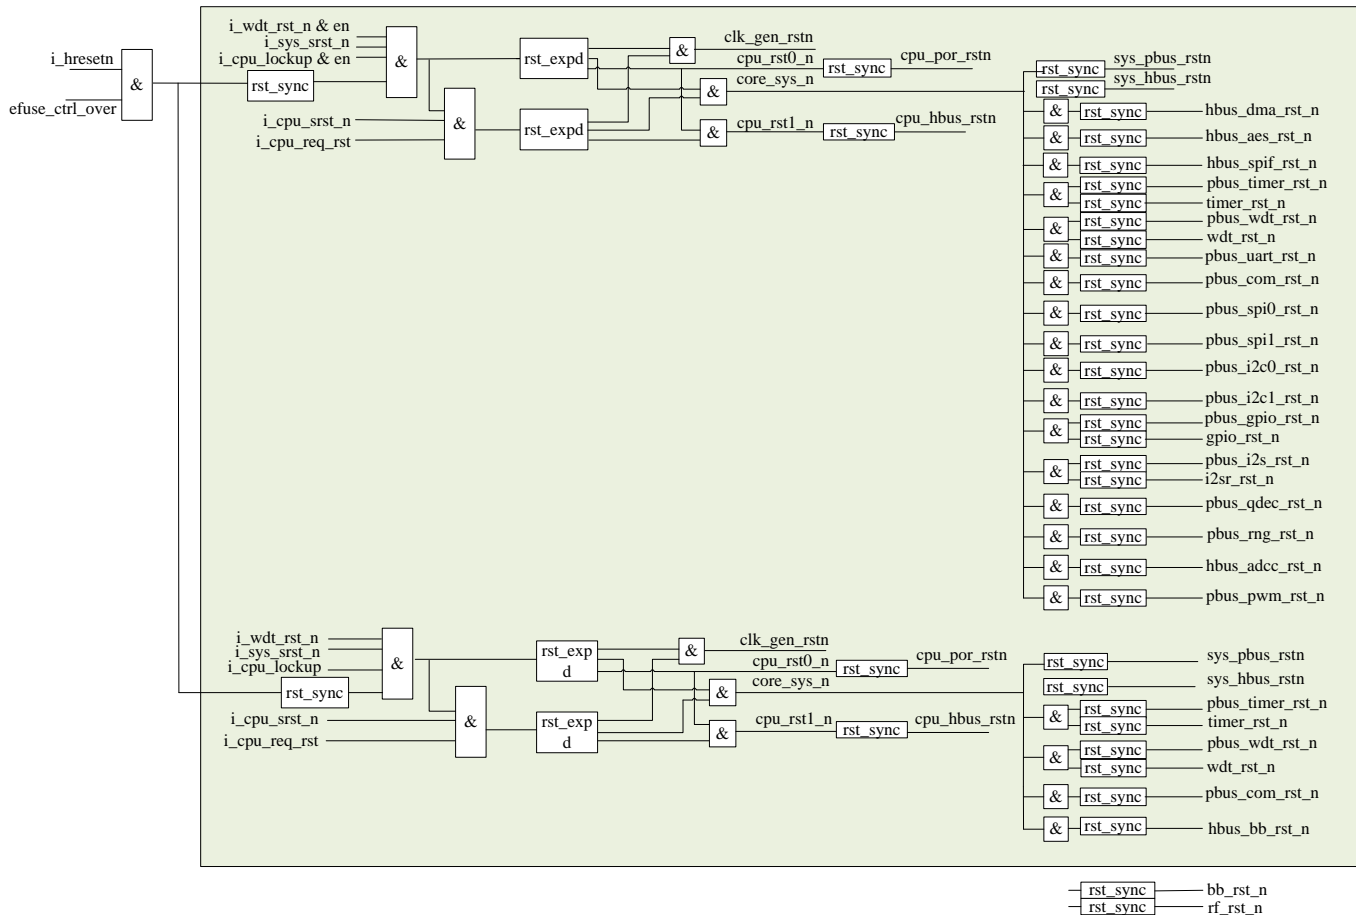 i_hresetn
&
efuse_ctrl_over
i_wdt_rst_n & en
i_sys_srst_n
i_cpu_lockup & en
rst_sync
&
i_cpu_srst_n
i_cpu_req_rst
&
rst_expd
rst_expd
&
&
&
clk_gen_rstn
cpu_rst0_n
rst_sync
cpu_por_rstn
core_sys_n
cpu_rst1_n
rst_sync
cpu_hbus_rstn
rst_sync
sys_pbus_rstn
rst_sync
sys_hbus_rstn
& rst_sync hbus_dma_rst_n
& rst_sync hbus_aes_rst_n
& rst_sync hbus_spif_rst_n
& rst_sync pbus_timer_rst_n
rst_sync timer_rst_n
& rst_sync pbus_wdt_rst_n
rst_sync wdt_rst_n
& rst_sync pbus_uart_rst_n
& rst_sync pbus_com_rst_n
& rst_sync pbus_spi0_rst_n
& rst_sync pbus_spi1_rst_n
& rst_sync pbus_i2c0_rst_n
& rst_sync pbus_i2c1_rst_n
& rst_sync pbus_gpio_rst_n
rst_sync gpio_rst_n
& rst_sync pbus_i2s_rst_n
rst_sync i2sr_rst_n
& rst_sync pbus_qdec_rst_n
& rst_sync pbus_rng_rst_n
& rst_sync hbus_adcc_rst_n
& rst_sync pbus_pwm_rst_n
i_wdt_rst_n
i_sys_srst_n
i_cpu_lockup
rst_sync
&
i_cpu_srst_n
i_cpu_req_rst
&
rst_exp
d
rst_exp
d
&
&
&
clk_gen_rstn
cpu_rst0_n
rst_sync
cpu_por_rstn
core_sys_n
cpu_rst1_n
rst_sync
cpu_hbus_rstn
rst_sync sys_pbus_rstn
rst_sync sys_hbus_rstn
& rst_sync pbus_timer_rst_n
rst_sync timer_rst_n
& rst_sync pbus_wdt_rst_n
rst_sync wdt_rst_n
& rst_sync pbus_com_rst_n
& rst_sync hbus_bb_rst_n
rst_sync bb_rst_n
rst_sync rf_rst_n